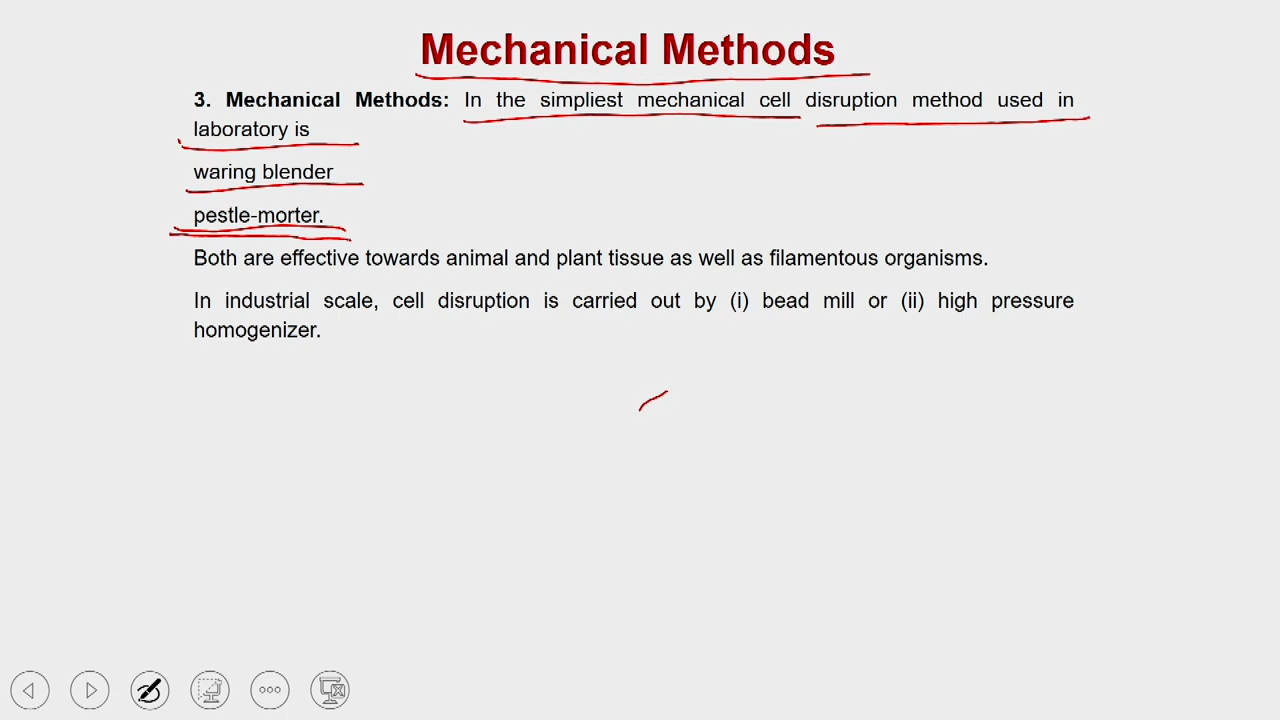 Mechanical Methods
3. Mechanical Methods: In the simpliest mechanical cell disruption method used in
laboratory is
waring blender
pestle-morter.
Both are effective towards animal and plant tissue as well as filamentous organisms.
In industrial scale, cell disruption is carried out by (i) bead mill or (ii) high pressure
homogenizer.